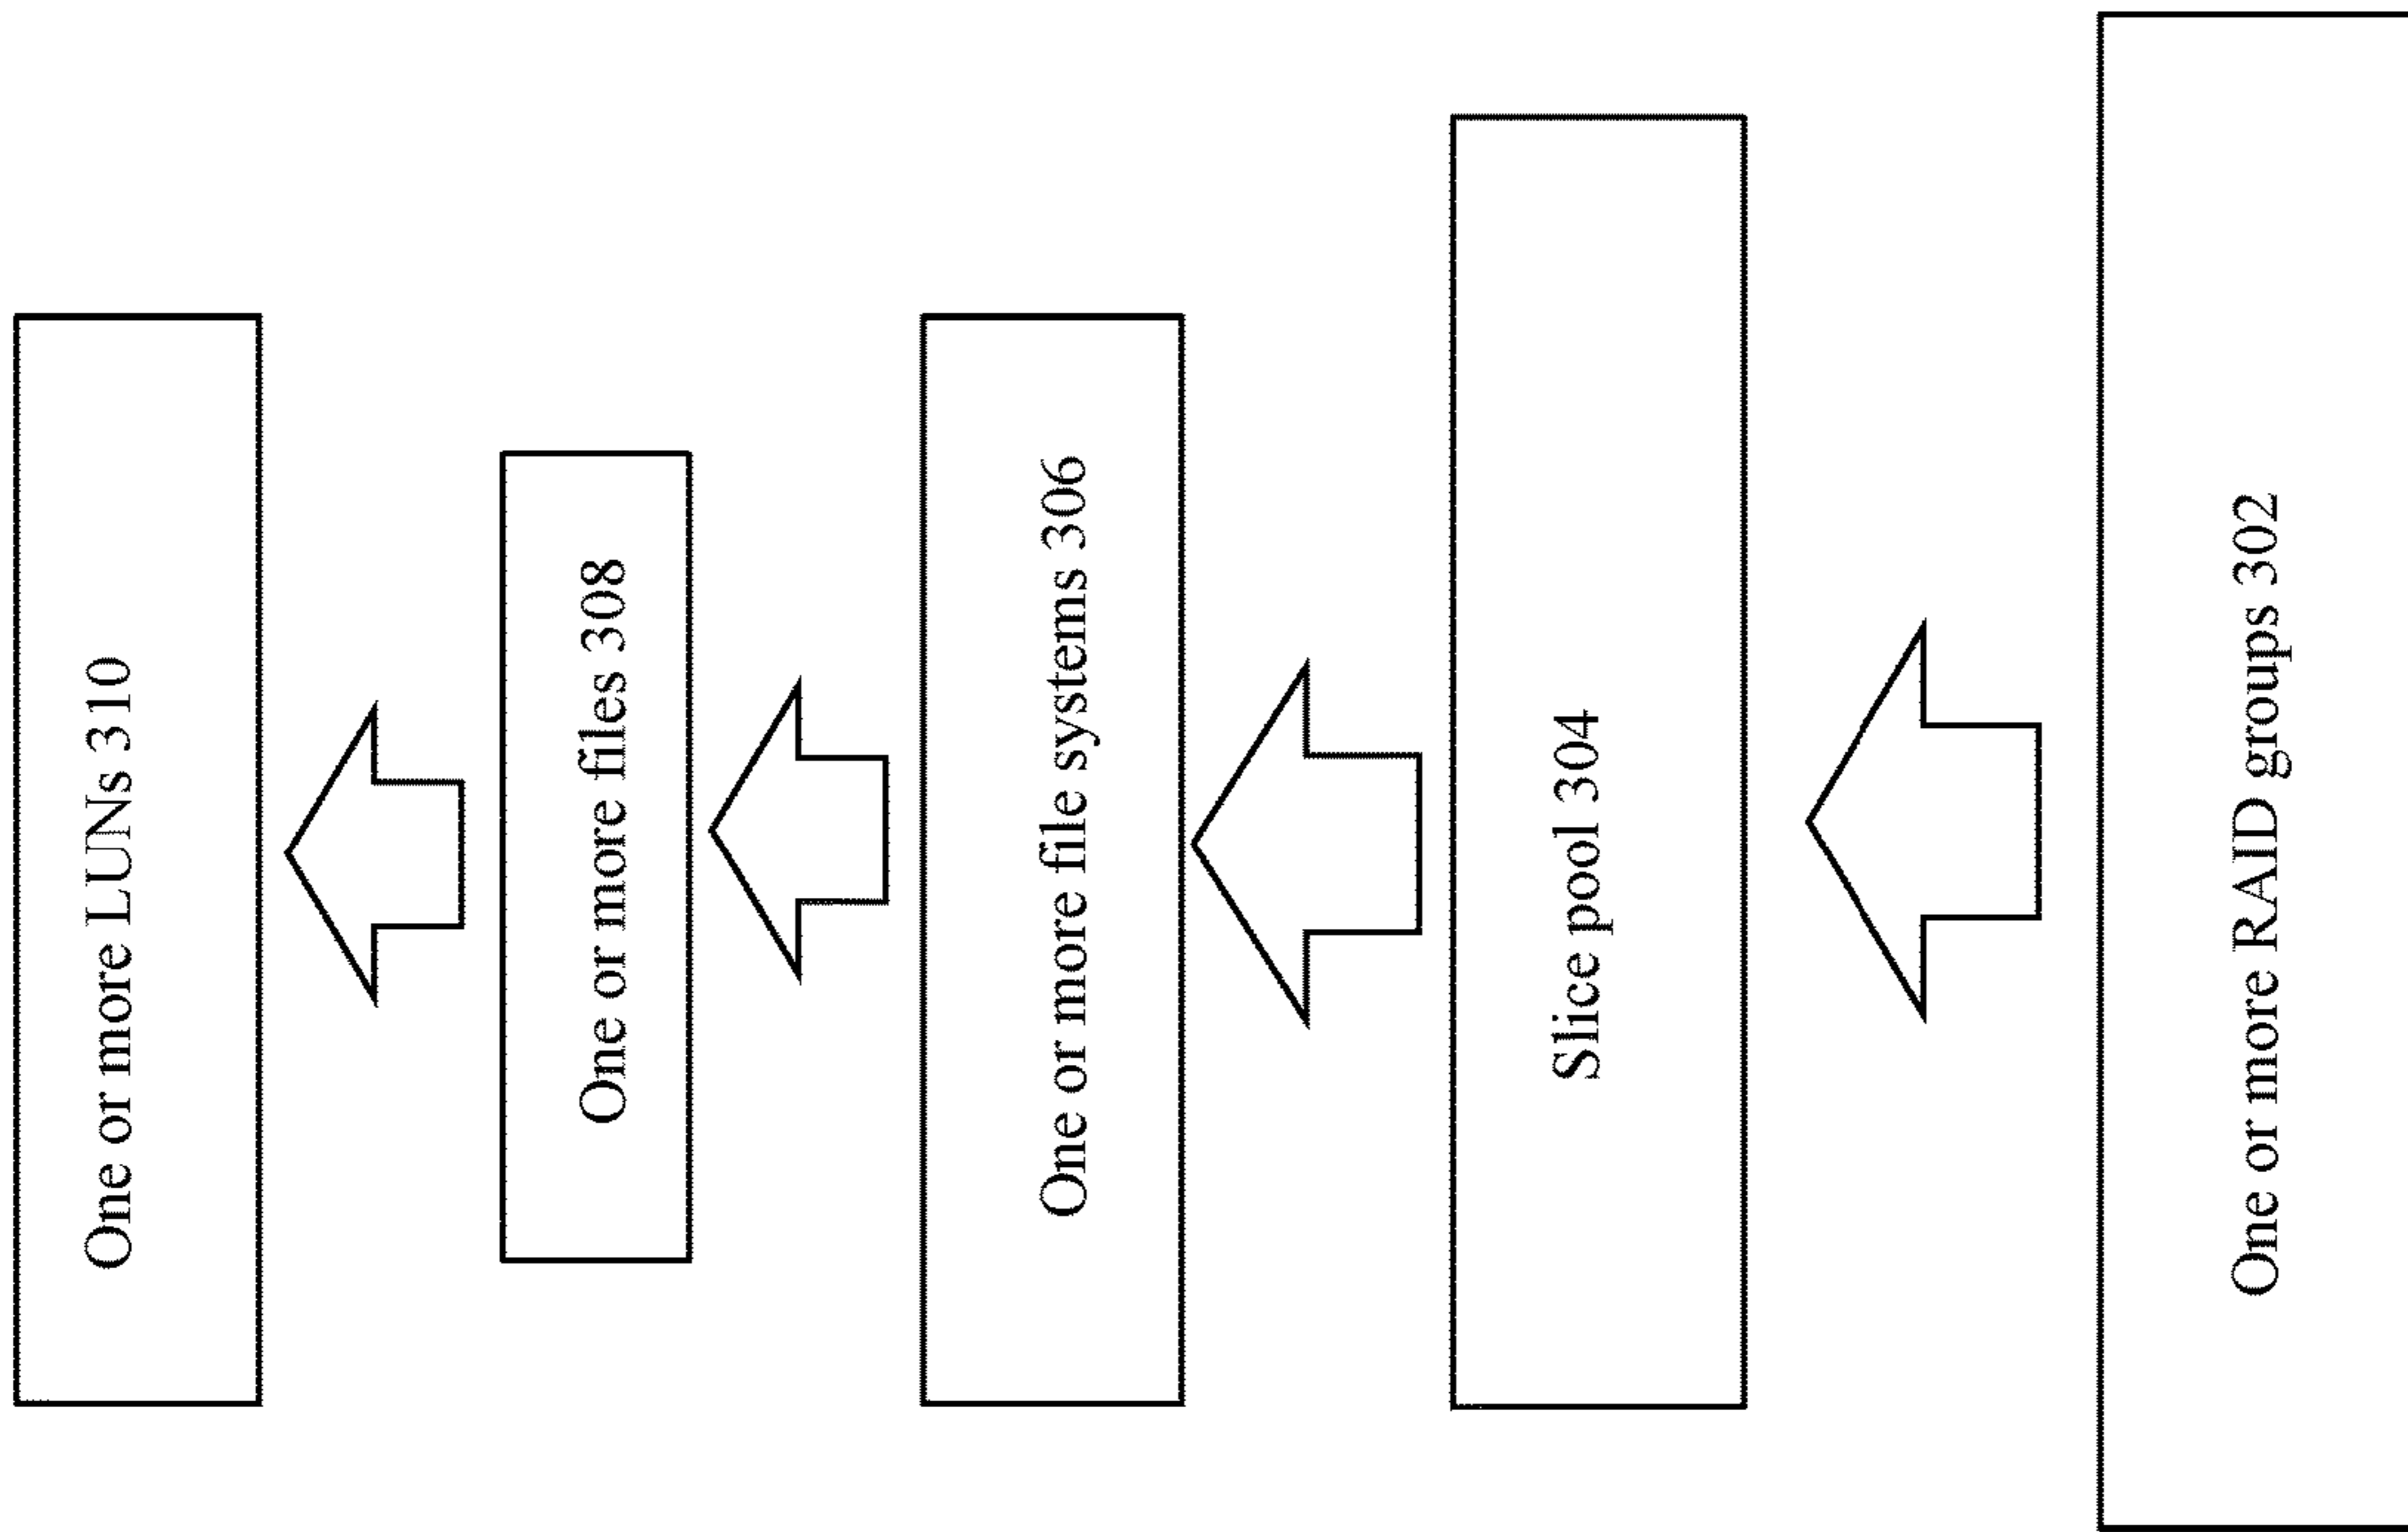 One or more LUNs 310
One or more files 308
One or more file systems 306
Slice pool 304
One or more RAID groups 302